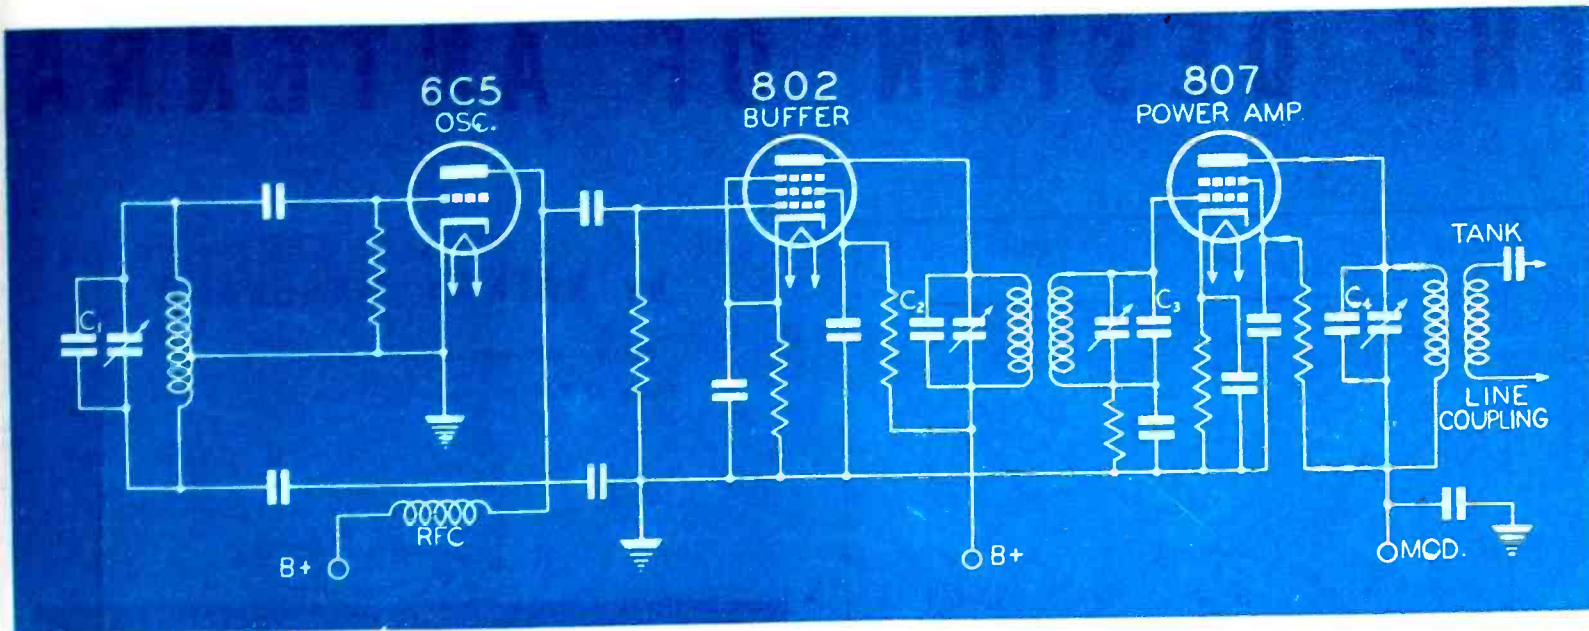 6C5
OSC.
802
BUFFER
807
POWER AMP.
TANK
C1
C2
C3
C4
LINE
COUPLING
RFC
B+
B+
MOD.